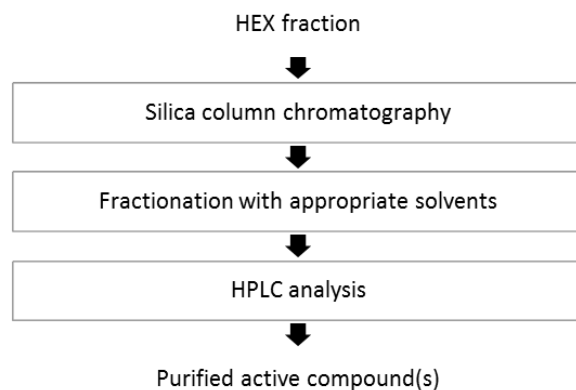 HEX fraction
Silica column chromatography
Fractionation with appropriate solvents
HPLC analysis
Purified active compound(s)